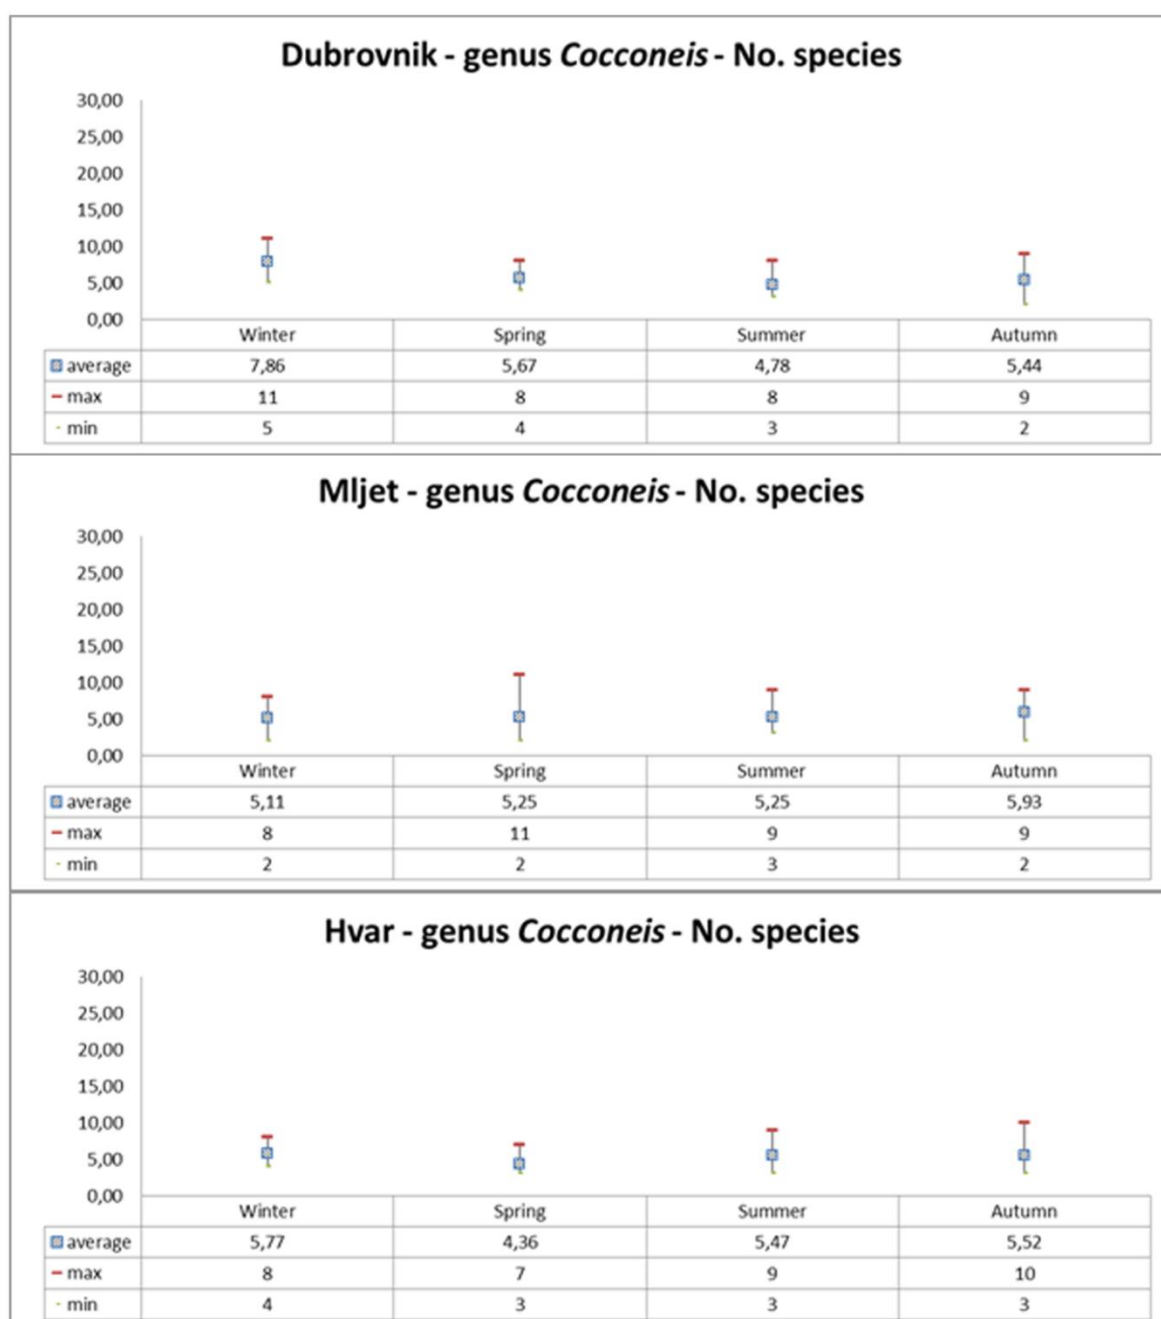 Dubrovnik - genus Cocconeis - No. species
30,00
25,00
20,00
15,00
10,00
5,00
0,00
Winter Spring Summer Autumn
average 7,86 5,67 4,78 5,44
max 11 8 8 9
min 5 4 3 2
Mljet - genus Cocconeis - No. species
30,00
25,00
20,00
15,00
10,00
5,00
0,00
Winter Spring Summer Autumn
average 5,11 5,25 5,25 5,93
max 8 11 9 9
min 2 2 3 2
Hvar - genus Cocconeis - No. species
30,00
25,00
20,00
15,00
10,00
5,00
0,00
Winter Spring Summer Autumn
average 5,77 4,36 5,47 5,52
max 8 7 9 10
min 4 3 3 3